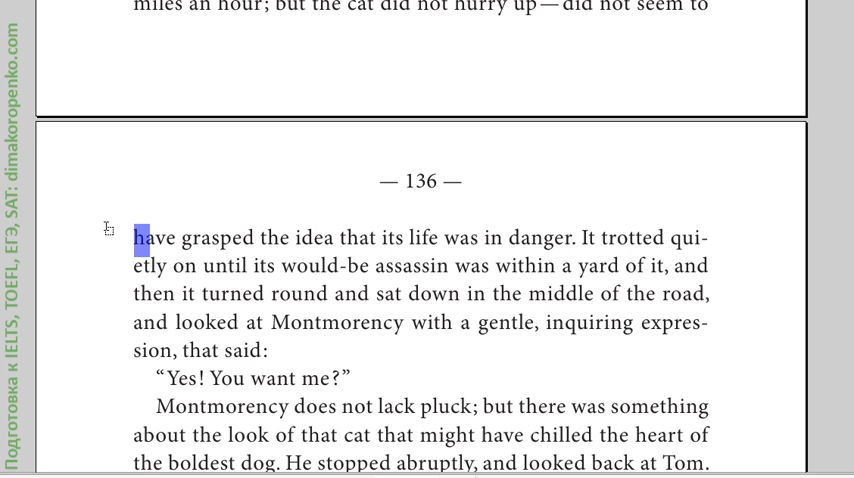 miles an hour; but the cat did not hurry up — did not seem to
— 136 —
have grasped the idea that its life was in danger. It trotted qui-
etly on until its would-be assassin was within a yard of it, and
then it turned round and sat down in the middle of the road,
and looked at Montmorency with a gentle, inquiring expres-
sion, that said:
“Yes! You want me?”
Montmorency does not lack pluck; but there was something
about the look of that cat that might have chilled the heart of
the boldest dog. He stopped abruptly, and looked back at Tom.
Подготовка к IELTS, TOEFL, ЕГЭ, SAT: dimakoropenko.com